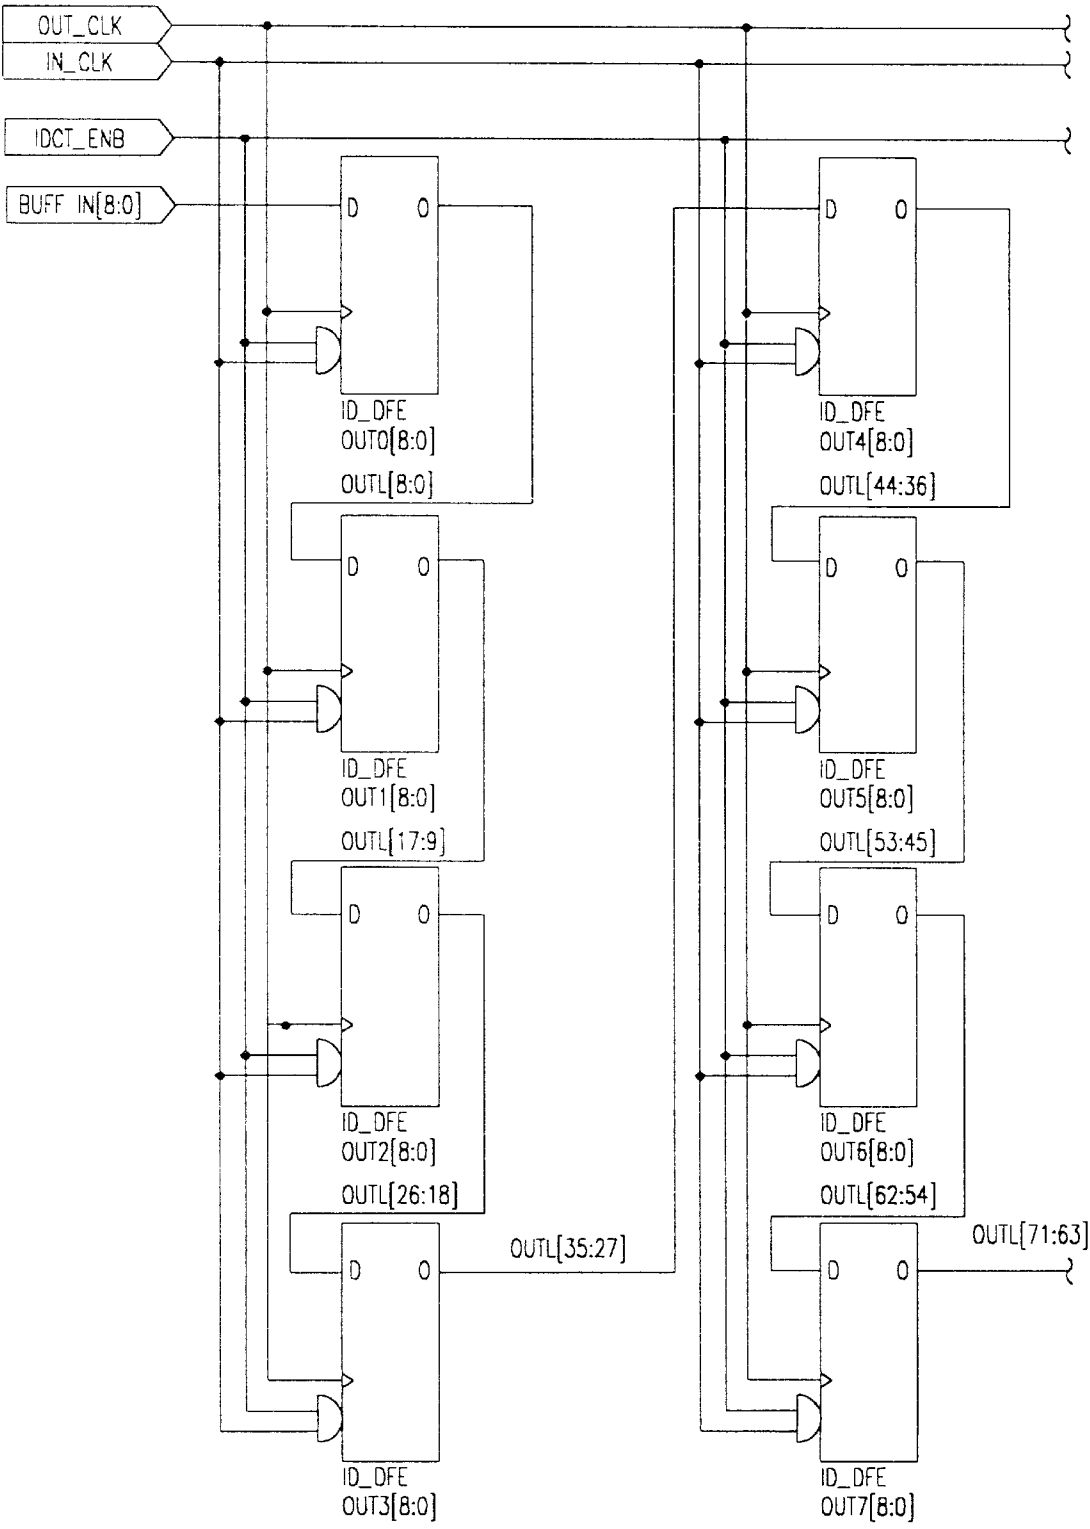 OUT_CLK
IN_CLK
IDCT_ENB
BUFF IN[8:0]
D O
ID_DFE
OUT0[8:0]
OUTL[8:0]
D O
ID_DFE
OUT1[8:0]
OUTL[17:9]
D O
ID_DFE
OUT2[8:0]
OUTL[26:18]
D O
ID_DFE
OUT3[8:0]
OUTL[35:27]
D O
ID_DFE
OUT4[8:0]
OUTL[44:36]
D O
ID_DFE
OUT5[8:0]
OUTL[53:45]
D O
ID_DFE
OUT6[8:0]
OUTL[62:54]
D O
ID_DFE
OUT7[8:0]
OUTL[71:63]